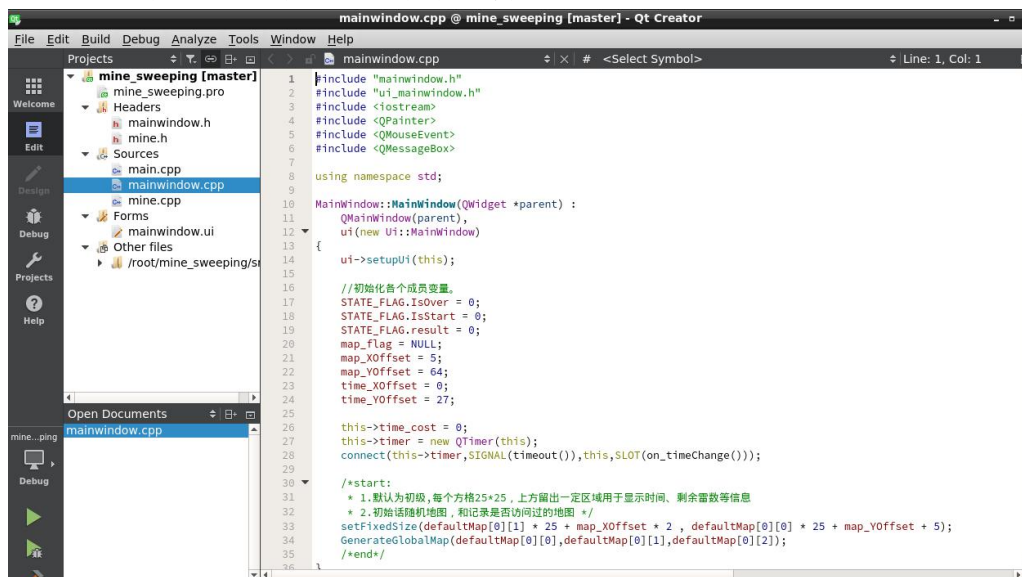 mainwindow.cpp @ mine_sweeping [master] - Qt Creator
File Edit Build Debug Analyze Tools Window Help
Projects
mainwindow.cpp
# <Select Symbol>
Line: 1, Col: 1
Welcome
Edit
Design
Debug
Projects
Help
mine...ping
Debug
mine_sweeping [master]
mine_sweeping.pro
Headers
mainwindow.h
mine.h
Sources
main.cpp
mainwindow.cpp
mine.cpp
Forms
mainwindow.ui
Other files
/root/mine_sweeping/sr
Open Documents
mainwindow.cpp
1 #include "mainwindow.h"
2 #include "ui_mainwindow.h"
3 #include <iostream>
4 #include <QPainter>
5 #include <QMouseEvent>
6 #include <QMessageBox>
7
8 using namespace std;
9
10 MainWindow::MainWindow(QWidget *parent) :
11 QMainWindow(parent),
12 ui(new Ui::MainWindow)
13 {
14 ui->setupUi(this);
15
16 //初始化各个成员变量。
17 STATE_FLAG.IsOver = 0;
18 STATE_FLAG.IsStart = 0;
19 STATE_FLAG.result = 0;
20 map_flag = NULL;
21 map_XOffset = 5;
22 map_YOffset = 64;
23 time_XOffset = 0;
24 time_YOffset = 27;
25
26 this->time_cost = 0;
27 this->timer = new QTimer(this);
28 connect(this->timer,SIGNAL(timeout()),this,SLOT(on_timeChange()));
29
30 /*start:
31 * 1.默认为初级,每个方格25*25，上方留出一定区域用于显示时间、剩余雷数等信息
32 * 2.初始话随机地图，和记录是否访问过的地图 */
33 setFixedSize(defaultMap[0][1] * 25 + map_XOffset * 2 , defaultMap[0][0] * 25 + map_YOffset + 5);
34 GenerateGlobalMap(defaultMap[0][0],defaultMap[0][1],defaultMap[0][2]);
35 /*end*/
36 }